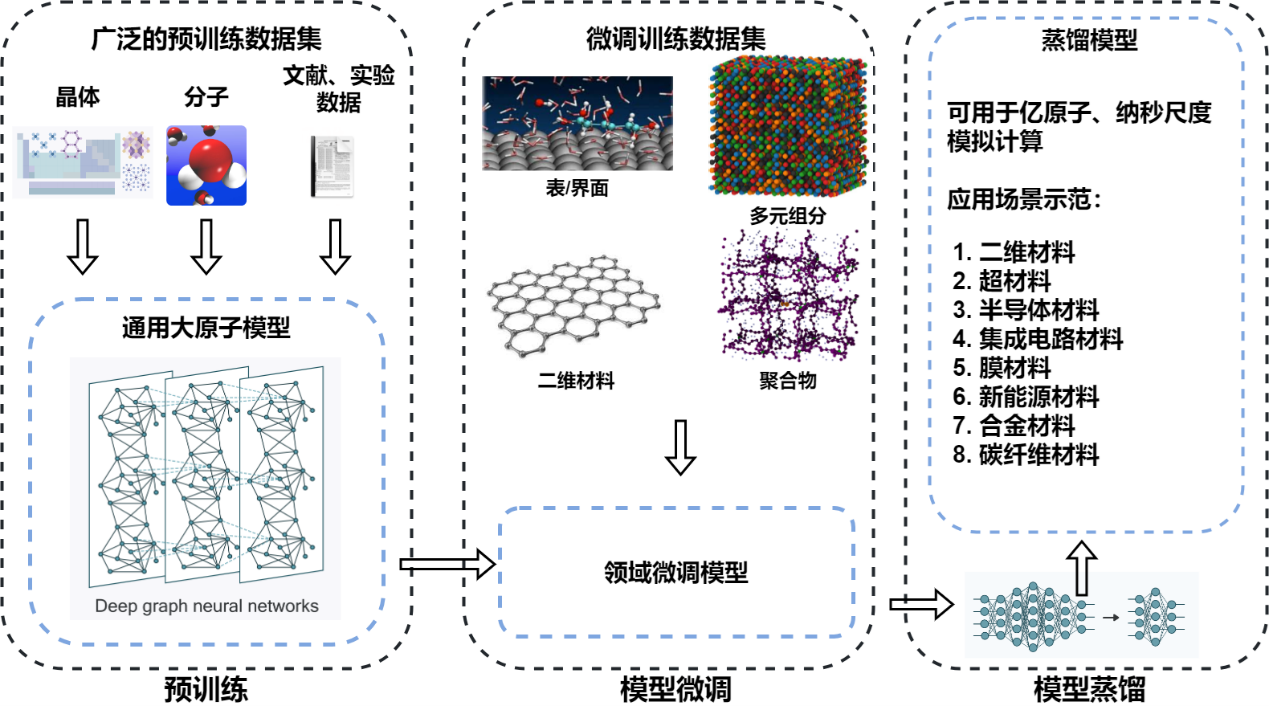 广泛的预训练数据集
晶体
分子
文献、实验
数据
通用大原子模型
Deep graph neural networks
预训练
微调训练数据集
表/界面
多元组分
二维材料
聚合物
领域微调模型
模型微调
蒸馏模型
可用于亿原子、纳秒尺度
模拟计算
应用场景示范：
1. 二维材料
2. 超材料
3. 半导体材料
4. 集成电路材料
5. 膜材料
6. 新能源材料
7. 合金材料
8. 碳纤维材料
模型蒸馏